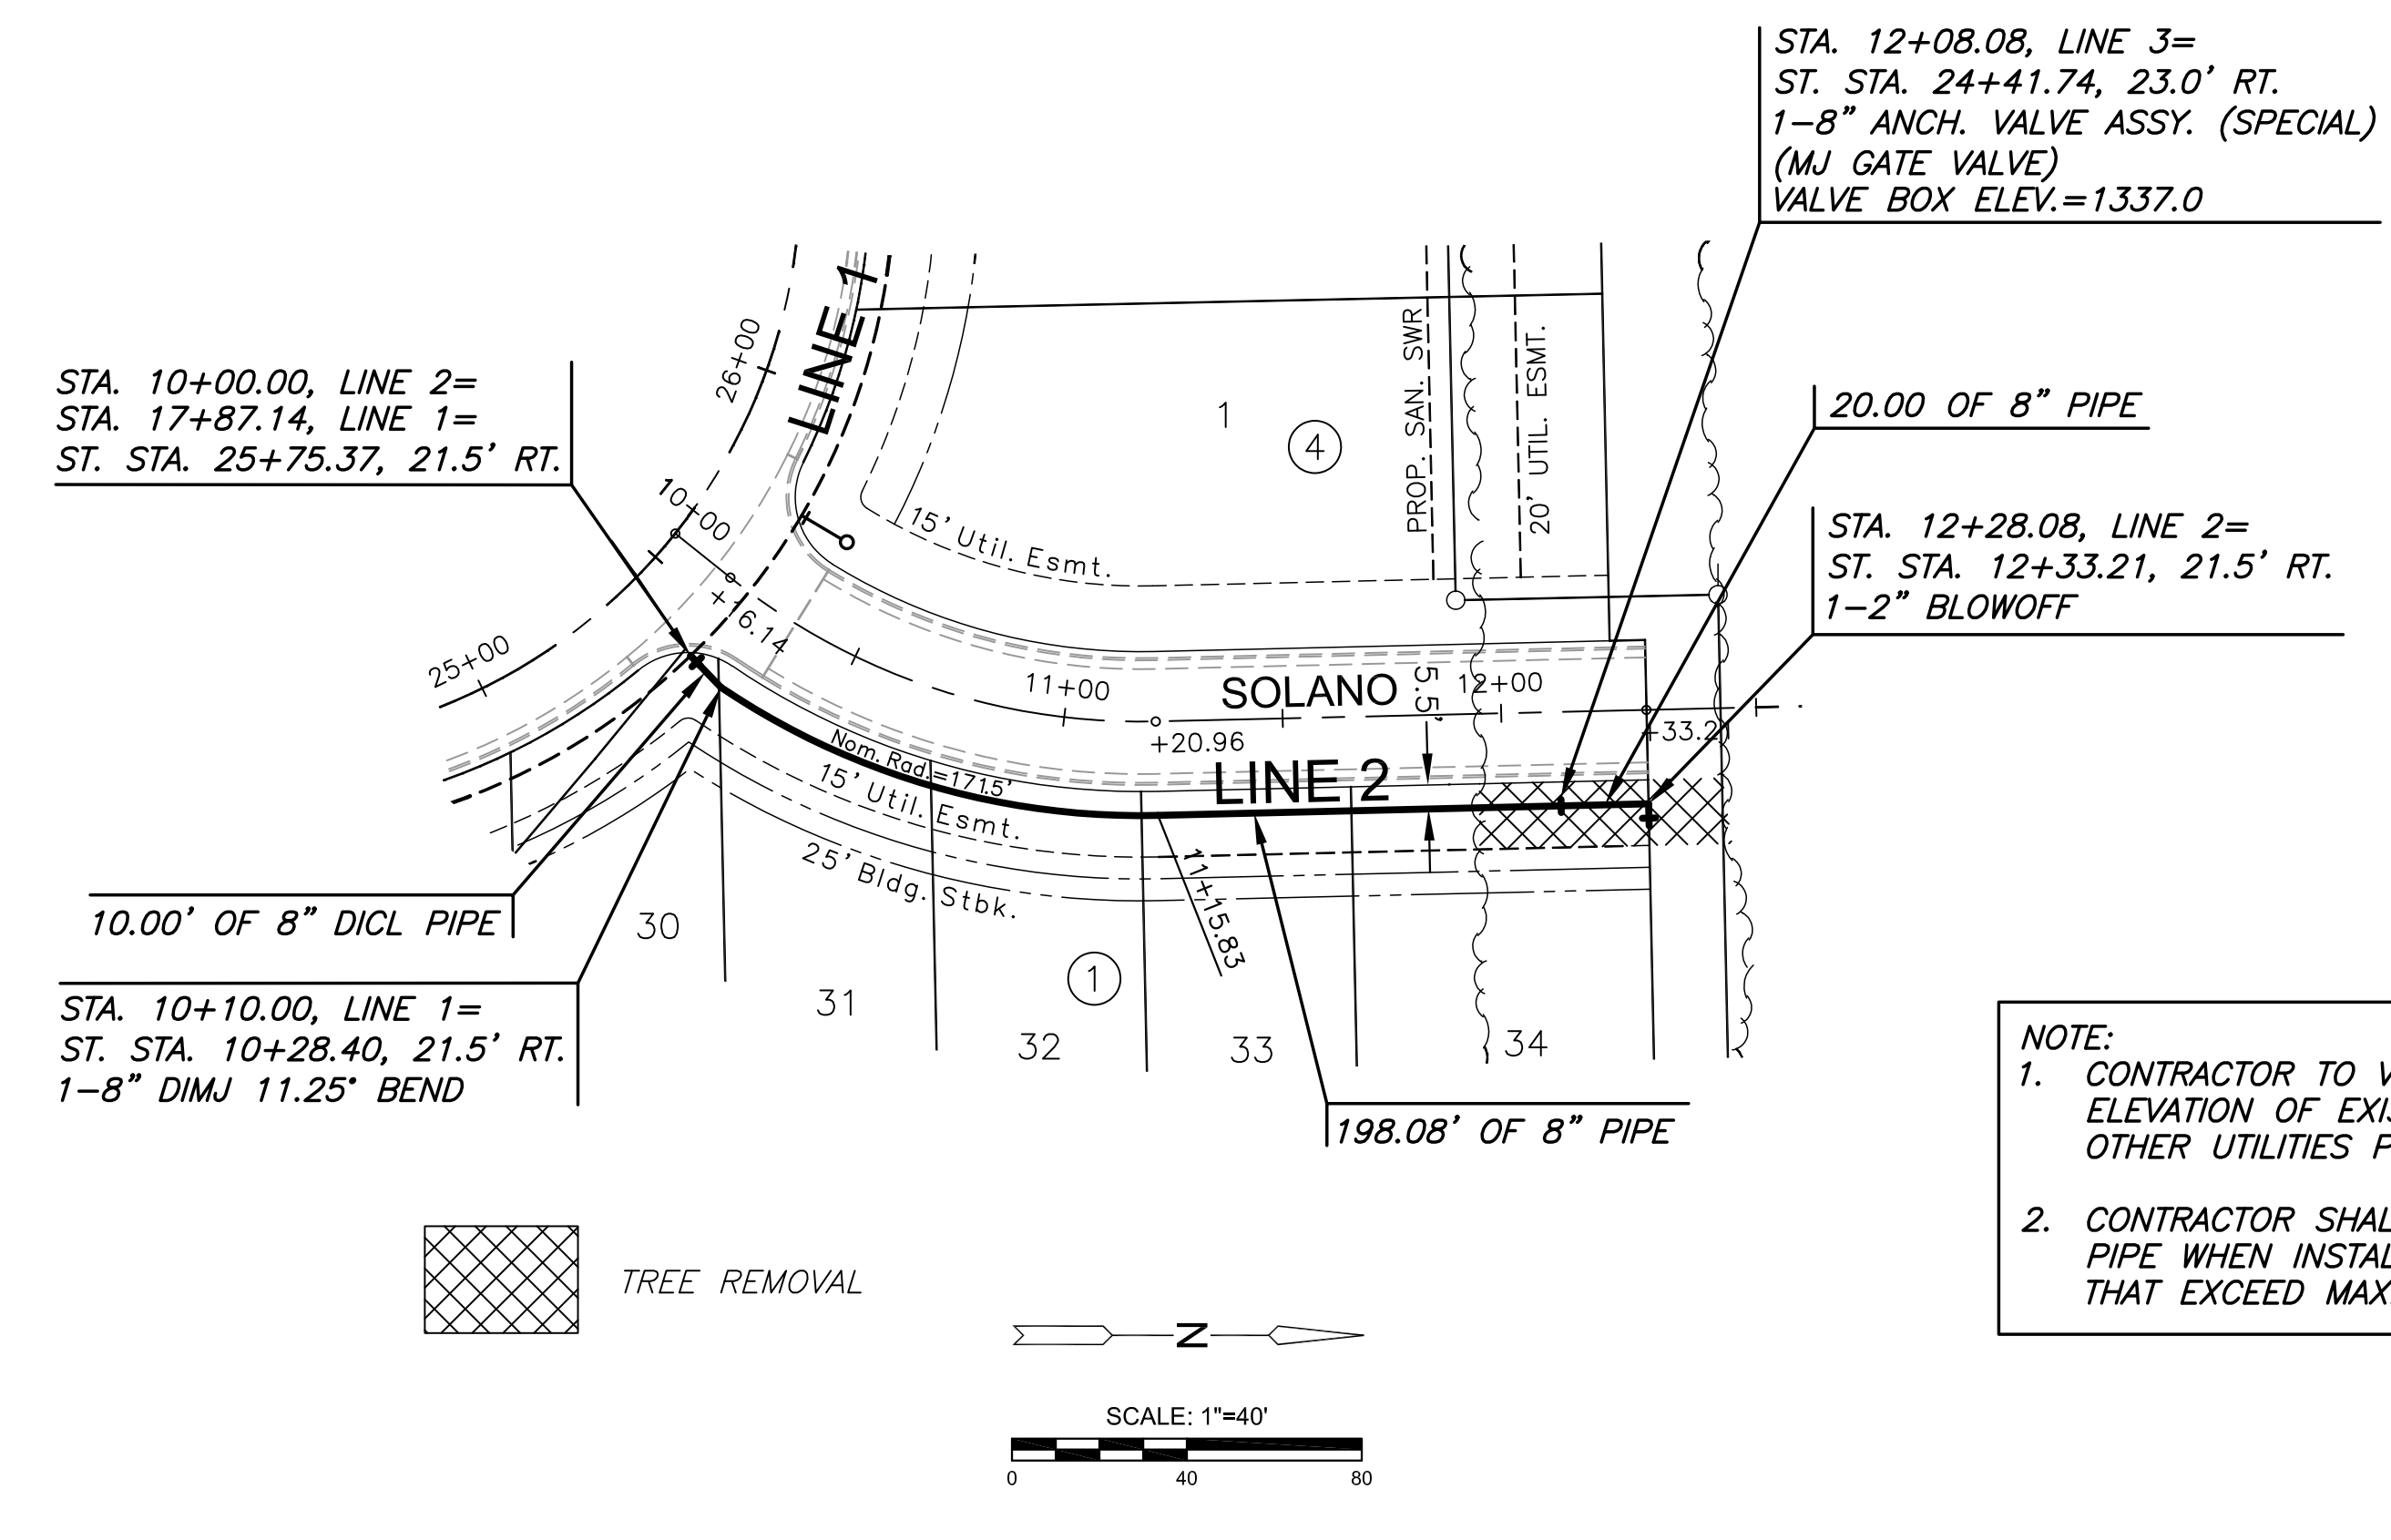 STA. 12+08.08, LINE 3=
ST. STA. 24+41.74, 23.0' RT.
1-8" ANCH. VALVE ASSY. (SPECIAL)
(MJ GATE VALVE)
VALVE BOX ELEV.=1337.0
LINE 1
26+00
STA. 10+00.00, LINE 2=
STA. 17+87.14, LINE 1=
ST. STA. 25+75.37, 21.5' RT.
1
4
PROP. SAN. SWR
20' UTIL. ESMT.
20.00 OF 8" PIPE
10+00
15' Util. Esmt.
STA. 12+28.08, LINE 2=
ST. STA. 12+33.21, 21.5' RT.
1-2" BLOWOFF
25+00
+16.14
11+00
SOLANO
5.5'
12+00
+20.96
+33.2
Nom. Rad.=171.5'
LINE 2
15' Util. Esmt.
25' Bldg. Stbk.
11+15.83
10.00' OF 8" DICL PIPE
30
31
32
33
34
1
STA. 10+10.00, LINE 1=
ST. STA. 10+28.40, 21.5' RT.
1-8" DIMJ 11.25° BEND
198.08' OF 8" PIPE
NOTE:
1. CONTRACTOR TO V
ELEVATION OF EXIS
OTHER UTILITIES P
2. CONTRACTOR SHAL
PIPE WHEN INSTAL
THAT EXCEED MAX.
TREE REMOVAL
N
SCALE: 1"=40'
0 40 80